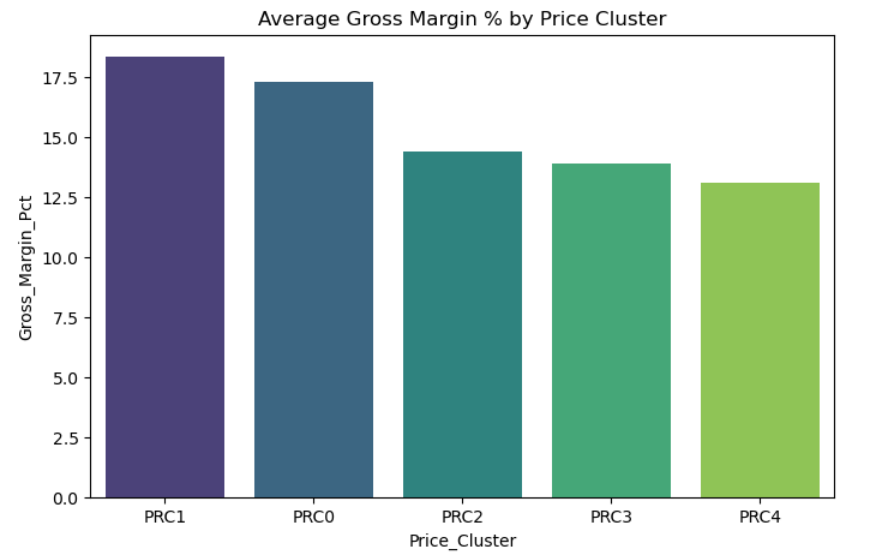 Average Gross Margin % by Price Cluster
Gross_Margin_Pct
17.5
15.0
12.5
10.0
7.5
5.0
2.5
0.0
PRC1 PRC0 PRC2 PRC3 PRC4
Price_Cluster